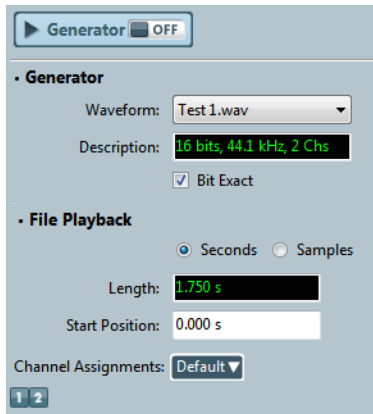 Generator OFF
Generator
Waveform: Test 1.wav
Description: 16 bits, 44.1 kHz, 2 Chs
Bit Exact
File Playback
Seconds Samples
Length: 1.750 s
Start Position: 0.000 s
Channel Assignments: Default
1 2